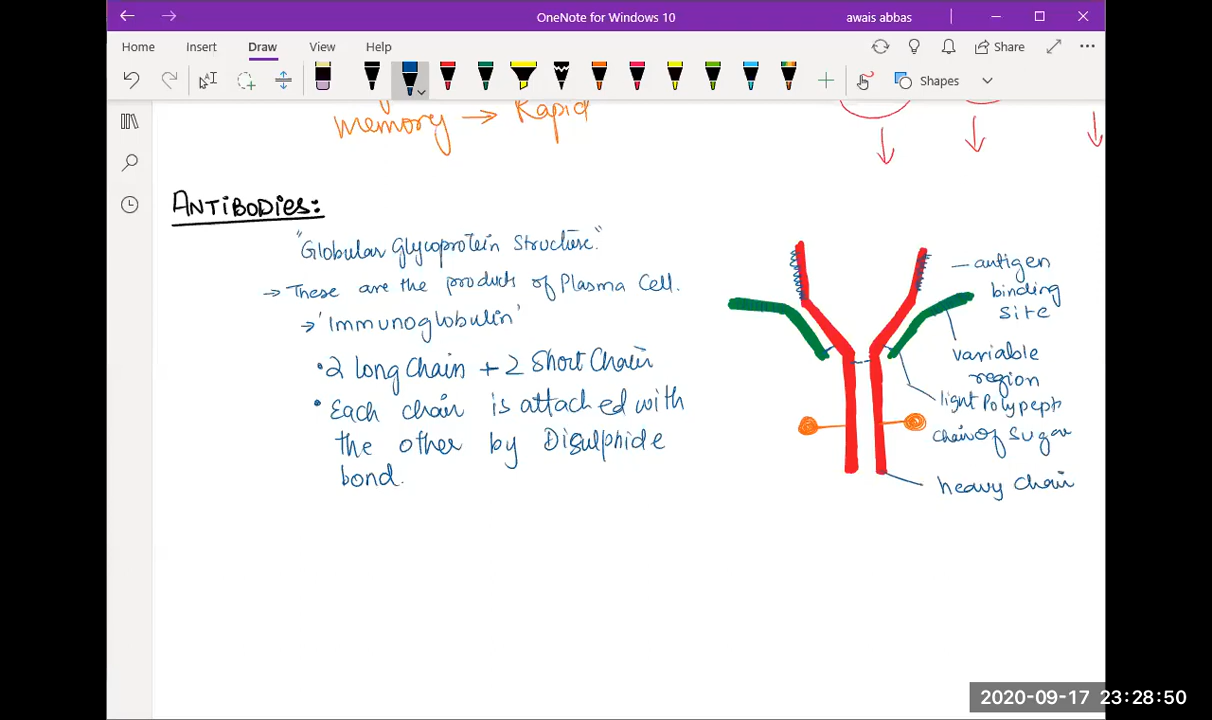 OneNote for Windows 10
awais abbas
Home Insert Draw View Help
Share
Shapes
memory → Rapid
ANTIBODIES:
"Globular Glycoprotein Structure."
→ These are the products of Plasma Cell.
→ 'Immunoglobulin'
• 2 long Chain + 2 Short Chain
• Each chain is attached with
the other by Disulphide
bond.
antigen
binding
site
variable
region
light Polypept
chain of Sugar
heavy Chain
2020-09-17 23:28:50